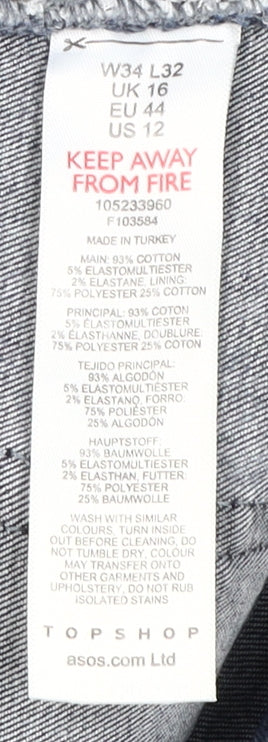 W34 L32
UK 16
EU 44
US 12
KEEP AWAY
FROM FIRE
105233960
F103584
MADE IN TURKEY
MAIN: 93% COTTON
5% ELASTOMULTIESTER
2% ELASTANE, LINING:
75% POLYESTER 25% COTTON
PRINCIPAL: 93% COTON
5% ÉLASTOMULTIESTER
2% ÉLASTHANNE, DOUBLURE:
75% POLYESTER 25% COTON
TEJIDO PRINCIPAL:
93% ALGODÓN
5% ELASTOMULTIESTER
2% ELASTANO, FORRO:
75% POLIÉSTER
25% ALGODÓN
HAUPTSTOFF:
93% BAUMWOLLE
5% ELASTOMULTIESTER
2% ELASTHAN, FUTTER:
75% POLYESTER
25% BAUMWOLLE
WASH WITH SIMILAR
COLOURS, TURN INSIDE
OUT BEFORE CLEANING, DO
NOT TUMBLE DRY, COLOUR
MAY TRANSFER ONTO
OTHER GARMENTS AND
UPHOLSTERY, DO NOT RUB
ISOLATED STAINS
TOPSHOP
asos.com Ltd